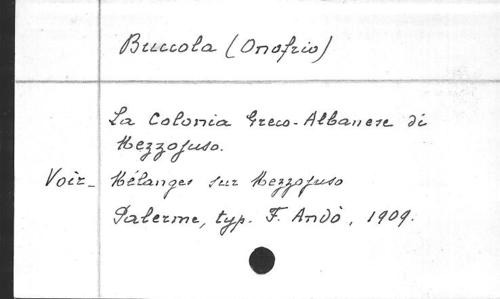 Buccola (Onofrio)
La Colonia Greco-Albanese di
Mezzojuso.
Voir_ Mélanges sur Mezzojuso
Palerme, typ. F. Andò, 1909.